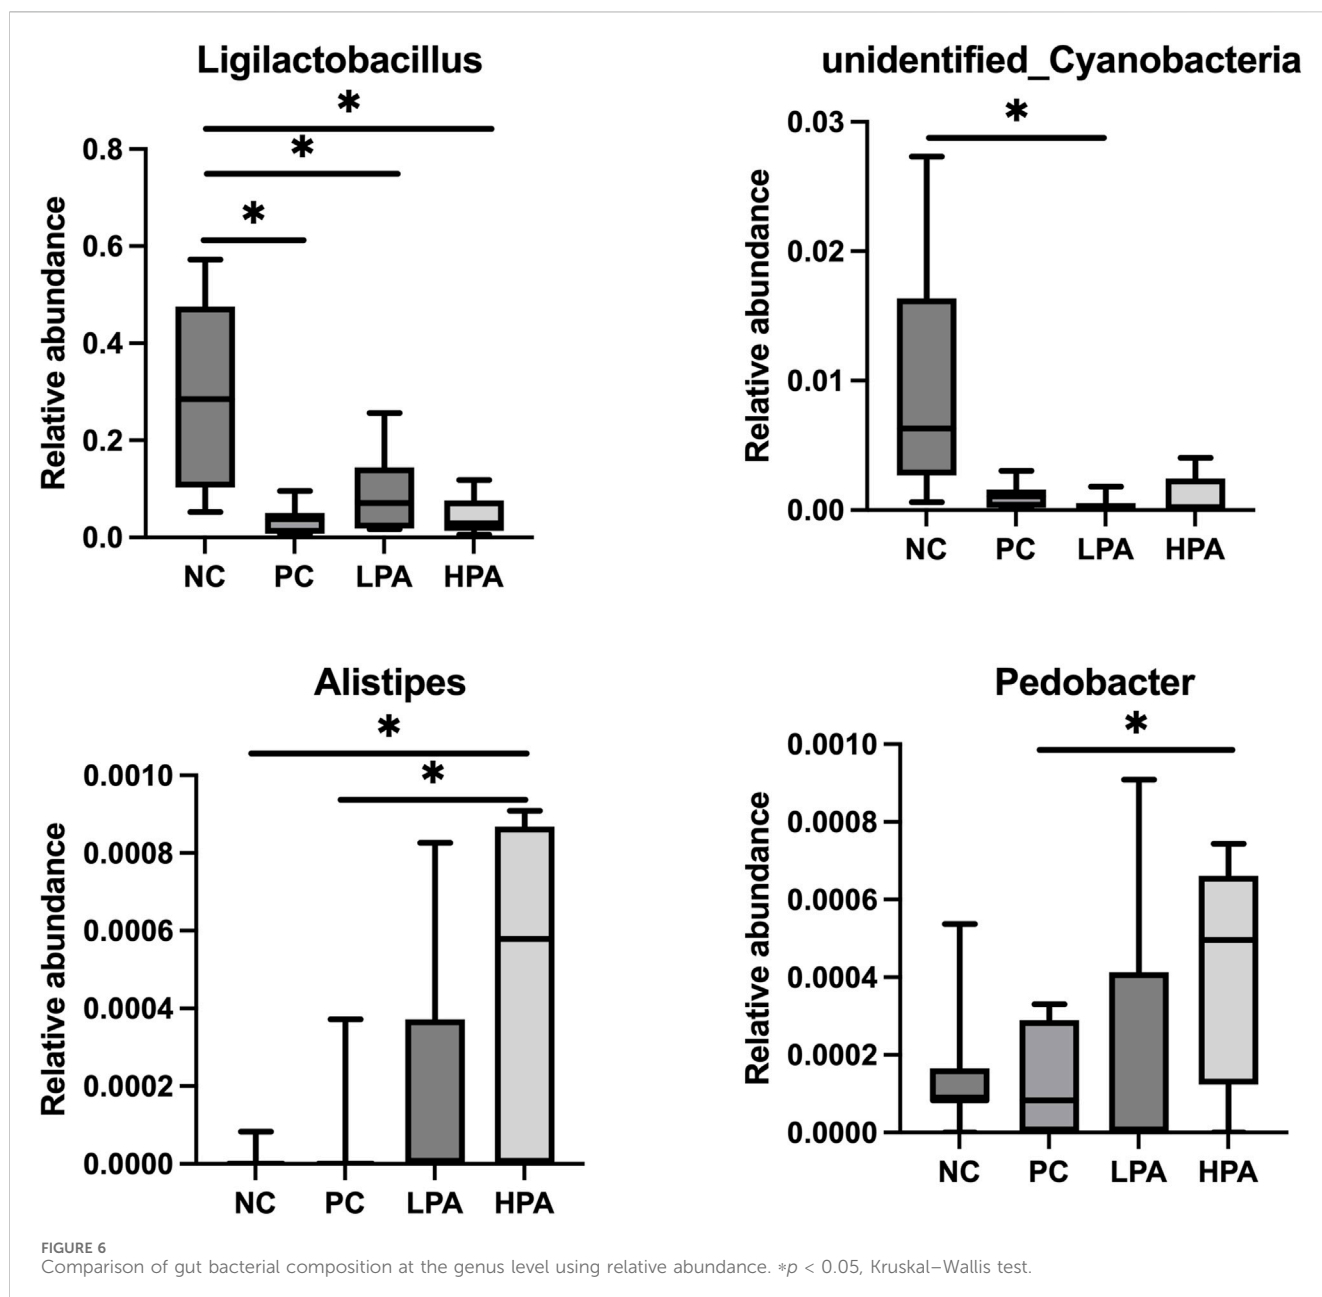 Ligilactobacillus
*
*
*
Relative abundance
0.8
0.6
0.4
0.2
0.0
NC PC LPA HPA
unidentified_Cyanobacteria
*
Relative abundance
0.03
0.02
0.01
0.00
NC PC LPA HPA
Alistipes
*
*
Relative abundance
0.0010
0.0008
0.0006
0.0004
0.0002
0.0000
NC PC LPA HPA
Pedobacter
*
Relative abundance
0.0010
0.0008
0.0006
0.0004
0.0002
0.0000
NC PC LPA HPA
FIGURE 6
Comparison of gut bacterial composition at the genus level using relative abundance. *p < 0.05, Kruskal–Wallis test.